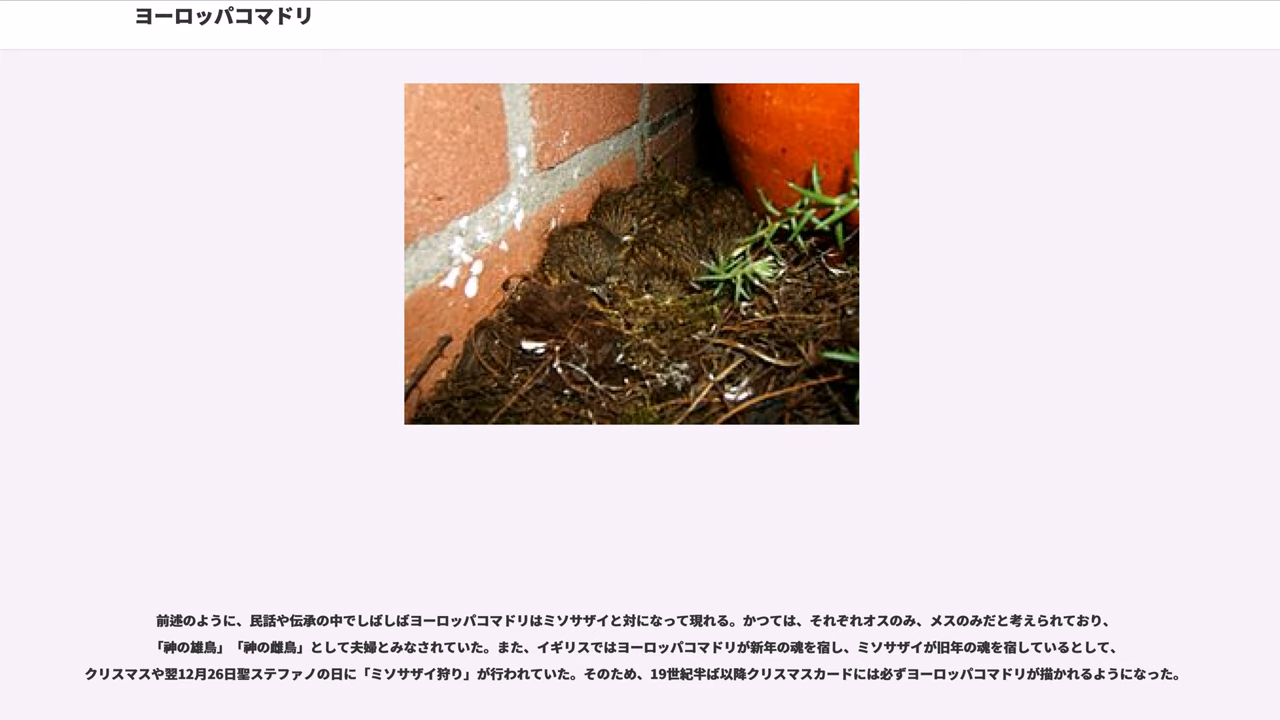 ヨーロッパコマドリ
前述のように、民話や伝承の中でしばしばヨーロッパコマドリはミソサザイと対になって現れる。かつては、それぞれオスのみ、メスのみだと考えられており、
「神の雄鳥」「神の雌鳥」として夫婦とみなされていた。また、イギリスではヨーロッパコマドリが新年の魂を宿し、ミソサザイが旧年の魂を宿しているとして、
クリスマスや翌12月26日聖ステファノの日に「ミソサザイ狩り」が行われていた。そのため、19世紀半ば以降クリスマスカードには必ずヨーロッパコマドリが描かれるようになった。